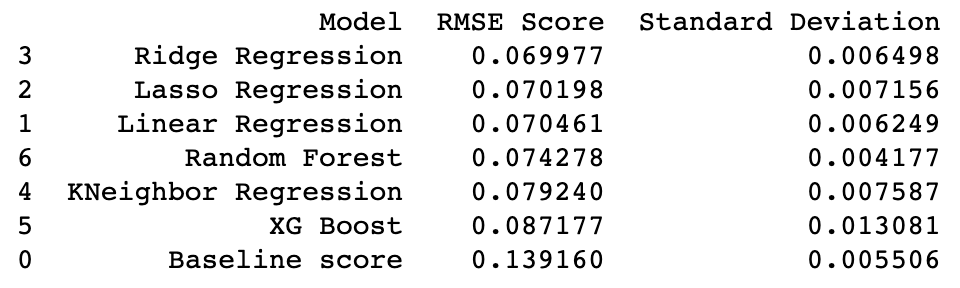 Model RMSE Score Standard Deviation
3 Ridge Regression 0.069977 0.006498
2 Lasso Regression 0.070198 0.007156
1 Linear Regression 0.070461 0.006249
6 Random Forest 0.074278 0.004177
4 KNeighbor Regression 0.079240 0.007587
5 XG Boost 0.087177 0.013081
0 Baseline score 0.139160 0.005506